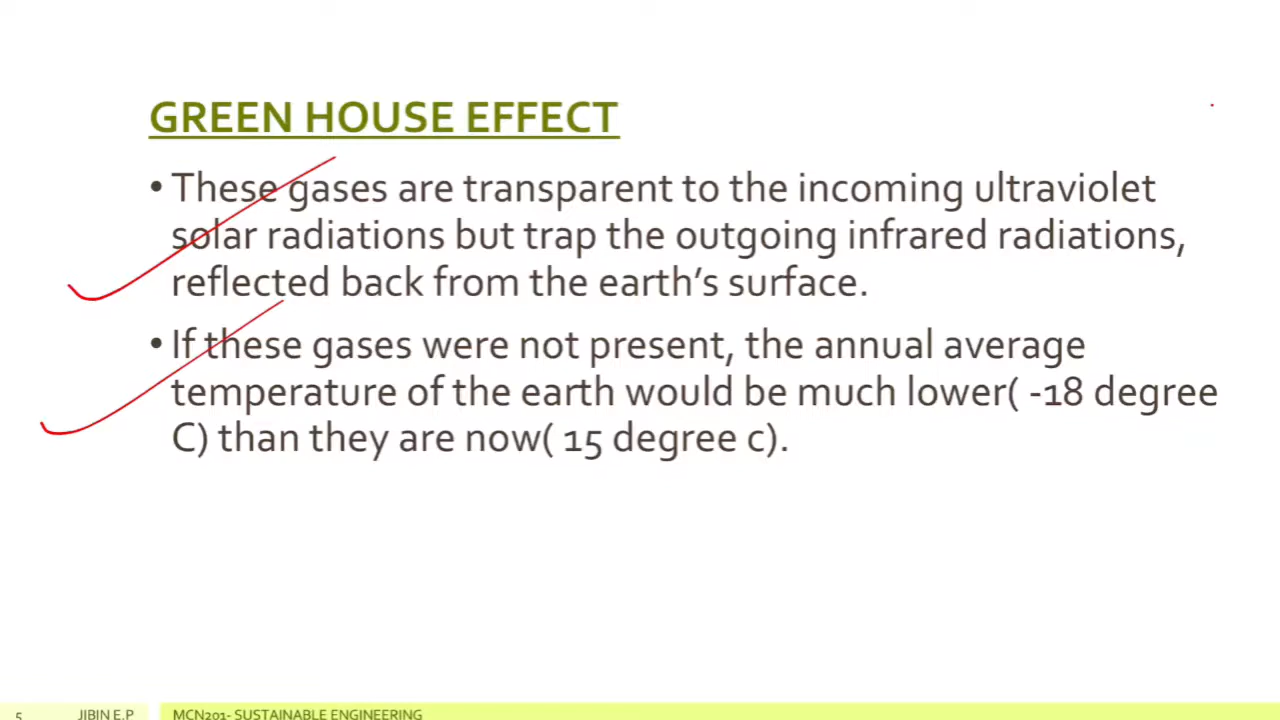 GREEN HOUSE EFFECT
• These gases are transparent to the incoming ultraviolet
solar radiations but trap the outgoing infrared radiations,
reflected back from the earth’s surface.
• If these gases were not present, the annual average
temperature of the earth would be much lower( -18 degree
C) than they are now( 15 degree c).
5 JIBIN E.P MCN201- SUSTAINABLE ENGINEERING